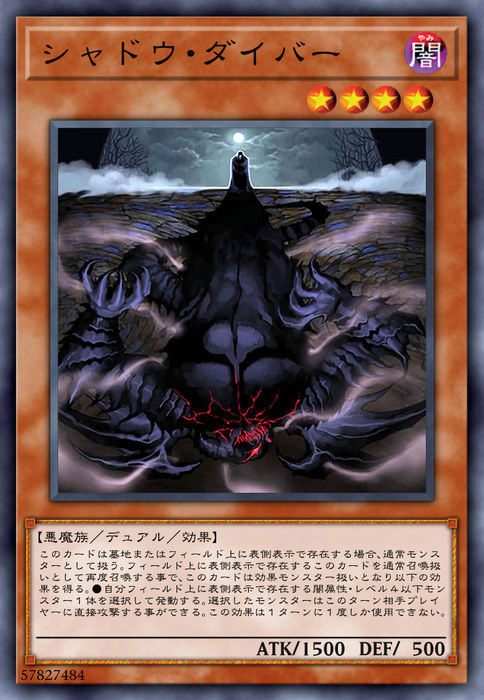 シャドウ・ダイバー
やみ
闇
【悪魔族／デュアル／効果】
このカードは墓地またはフィールド上に表側表示で存在する場合、通常モンス
ターとして扱う。フィールド上に表側表示で存在するこのカードを通常召喚扱
いとして再度召喚する事で、このカードは効果モンスター扱いとなり以下の効
果を得る。●自分フィールド上に表側表示で存在する闇属性・レベル４以下モン
スター１体を選択して発動する。選択したモンスターはこのターン相手プレイ
ヤーに直接攻撃する事ができる。この効果は１ターンに１度しか使用できない。
ATK/1500 DEF/ 500
57827484